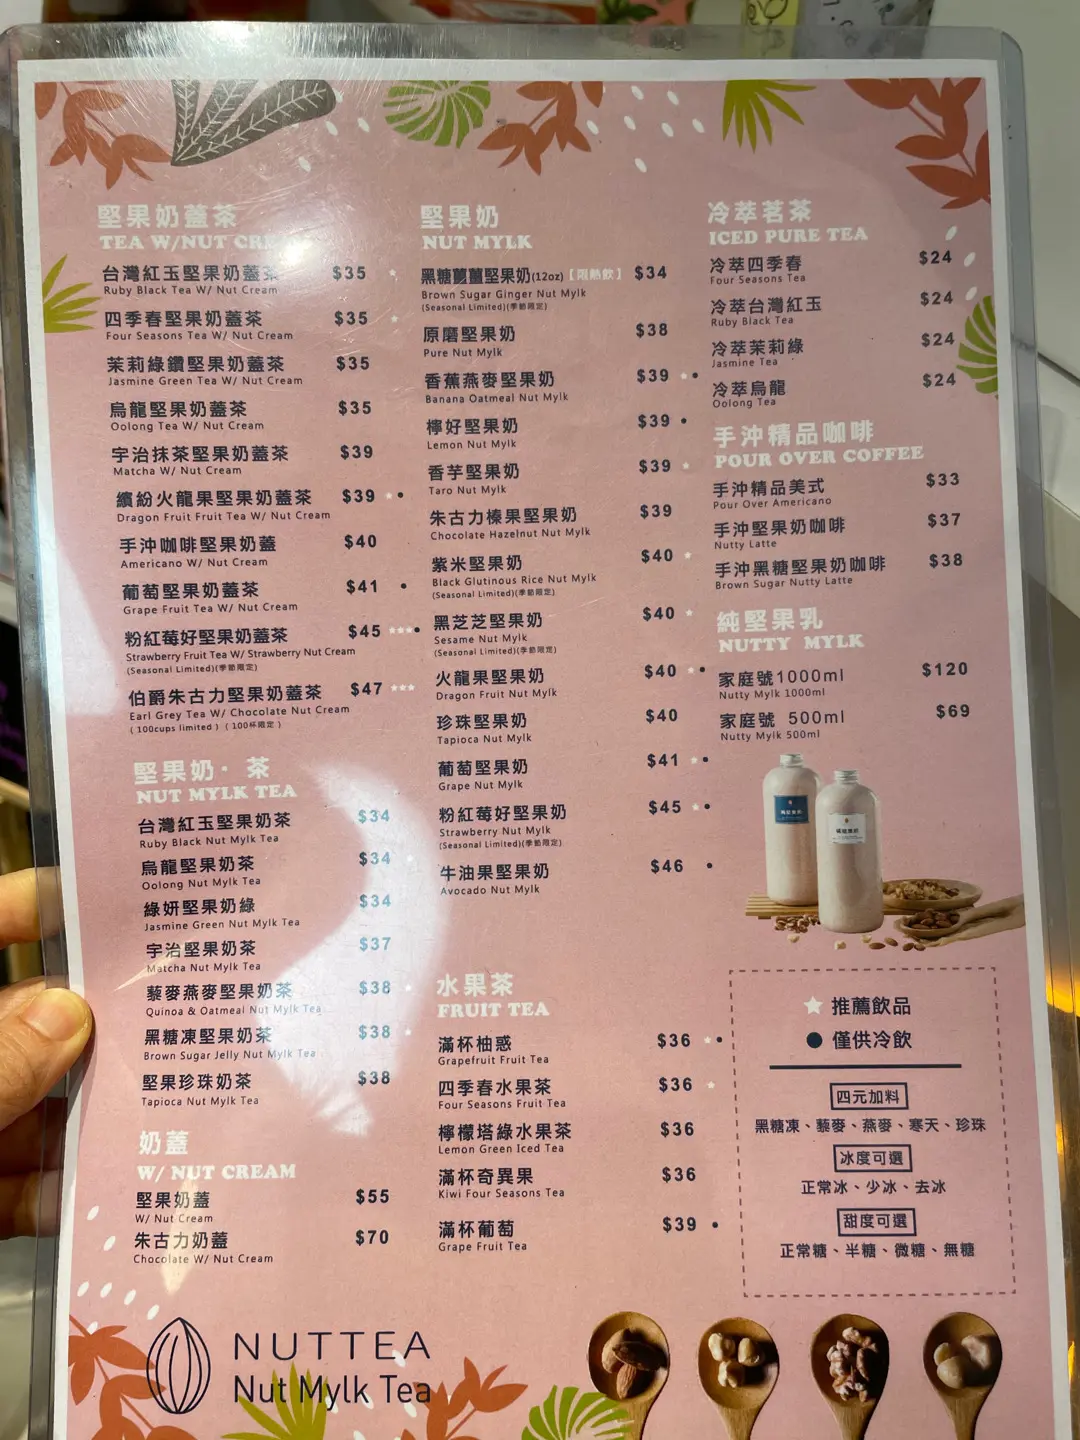 堅果奶蓋茶
TEA W/NUT CRE
台灣紅玉堅果奶蓋茶 $35 ★
Ruby Black Tea W/ Nut Cream
四季春堅果奶蓋茶 $35 ★
Four Seasons Tea W/ Nut Cream
茉莉綠鑽堅果奶蓋茶 $35
Jasmine Green Tea W/ Nut Cream
烏龍堅果奶蓋茶 $35
Oolong Tea W/ Nut Cream
宇治抹茶堅果奶蓋茶 $39
Matcha W/ Nut Cream
繽紛火龍果堅果奶蓋茶 $39 ★ ●
Dragon Fruit Fruit Tea W/ Nut Cream
手沖咖啡堅果奶蓋 $40
Americano W/ Nut Cream
葡萄堅果奶蓋茶 $41 ●
Grape Fruit Tea W/ Nut Cream
粉紅莓好堅果奶蓋茶 $45 ★★★●
Strawberry Fruit Tea W/ Strawberry Nut Cream
(Seasonal Limited)(季節限定)
伯爵朱古力堅果奶蓋茶 $47 ★★★
Earl Grey Tea W/ Chocolate Nut Cream
( 100cups limited ) ( 100杯限定 )
堅果奶·茶
NUT MYLK TEA
台灣紅玉堅果奶茶 $34
Ruby Black Nut Mylk Tea
烏龍堅果奶茶 $34
Oolong Nut Mylk Tea
綠妍堅果奶綠 $34
Jasmine Green Nut Mylk Tea
宇治堅果奶茶 $37
Matcha Nut Mylk Tea
藜麥燕麥堅果奶茶 $38
Quinoa & Oatmeal Nut Mylk Tea
黑糖凍堅果奶茶 $38
Brown Sugar Jelly Nut Mylk Tea
堅果珍珠奶茶 $38
Tapioca Nut Mylk Tea
奶蓋
W/ NUT CREAM
堅果奶蓋 $55
W/ Nut Cream
朱古力奶蓋 $70
Chocolate W/ Nut Cream
堅果奶
NUT MYLK
黑糖薑薑堅果奶(12oz)【限熱飲】 $34
Brown Sugar Ginger Nut Mylk
(Seasonal Limited)(季節限定)
原磨堅果奶 $38
Pure Nut Mylk
香蕉燕麥堅果奶 $39 ★ ●
Banana Oatmeal Nut Mylk
檸好堅果奶 $39 ●
Lemon Nut Mylk
香芋堅果奶 $39 ★
Taro Nut Mylk
朱古力榛果堅果奶 $39
Chocolate Hazelnut Nut Mylk
紫米堅果奶 $40 ★
Black Glutinous Rice Nut Mylk
(Seasonal Limited)(季節限定)
黑芝芝堅果奶 $40 ★
Sesame Nut Mylk
(Seasonal Limited)(季節限定)
火龍果堅果奶 $40 ★ ●
Dragon Fruit Nut Mylk
珍珠堅果奶 $40
Tapioca Nut Mylk
葡萄堅果奶 $41 ★ ●
Grape Nut Mylk
粉紅莓好堅果奶 $45 ★ ●
Strawberry Nut Mylk
(Seasonal Limited)(季節限定)
牛油果堅果奶 $46 ●
Avocado Nut Mylk
水果茶
FRUIT TEA
滿杯柚惑 $36 ★ ●
Grapefruit Fruit Tea
四季春水果茶 $36 ★
Four Seasons Fruit Tea
檸檬塔綠水果茶 $36
Lemon Green Iced Tea
滿杯奇異果 $36
Kiwi Four Seasons Tea
滿杯葡萄 $39 ●
Grape Fruit Tea
冷萃茗茶
ICED PURE TEA
冷萃四季春 $24
Four Seasons Tea
冷萃台灣紅玉 $24
Ruby Black Tea
冷萃茉莉綠 $24
Jasmine Tea
冷萃烏龍 $24
Oolong Tea
手沖精品咖啡
POUR OVER COFFEE
手沖精品美式 $33
Pour Over Americano
手沖堅果奶咖啡 $37
Nutty Latte
手沖黑糖堅果奶咖啡 $38
Brown Sugar Nutty Latte
純堅果乳
NUTTY MYLK
家庭號1000ml $120
Nutty Mylk 1000ml
家庭號 500ml $69
Nutty Mylk 500ml
★ 推薦飲品
● 僅供冷飲
四元加料
黑糖凍、藜麥、燕麥、寒天、珍珠
冰度可選
正常冰、少冰、去冰
甜度可選
正常糖、半糖、微糖、無糖
NUTTEA
Nut Mylk Tea